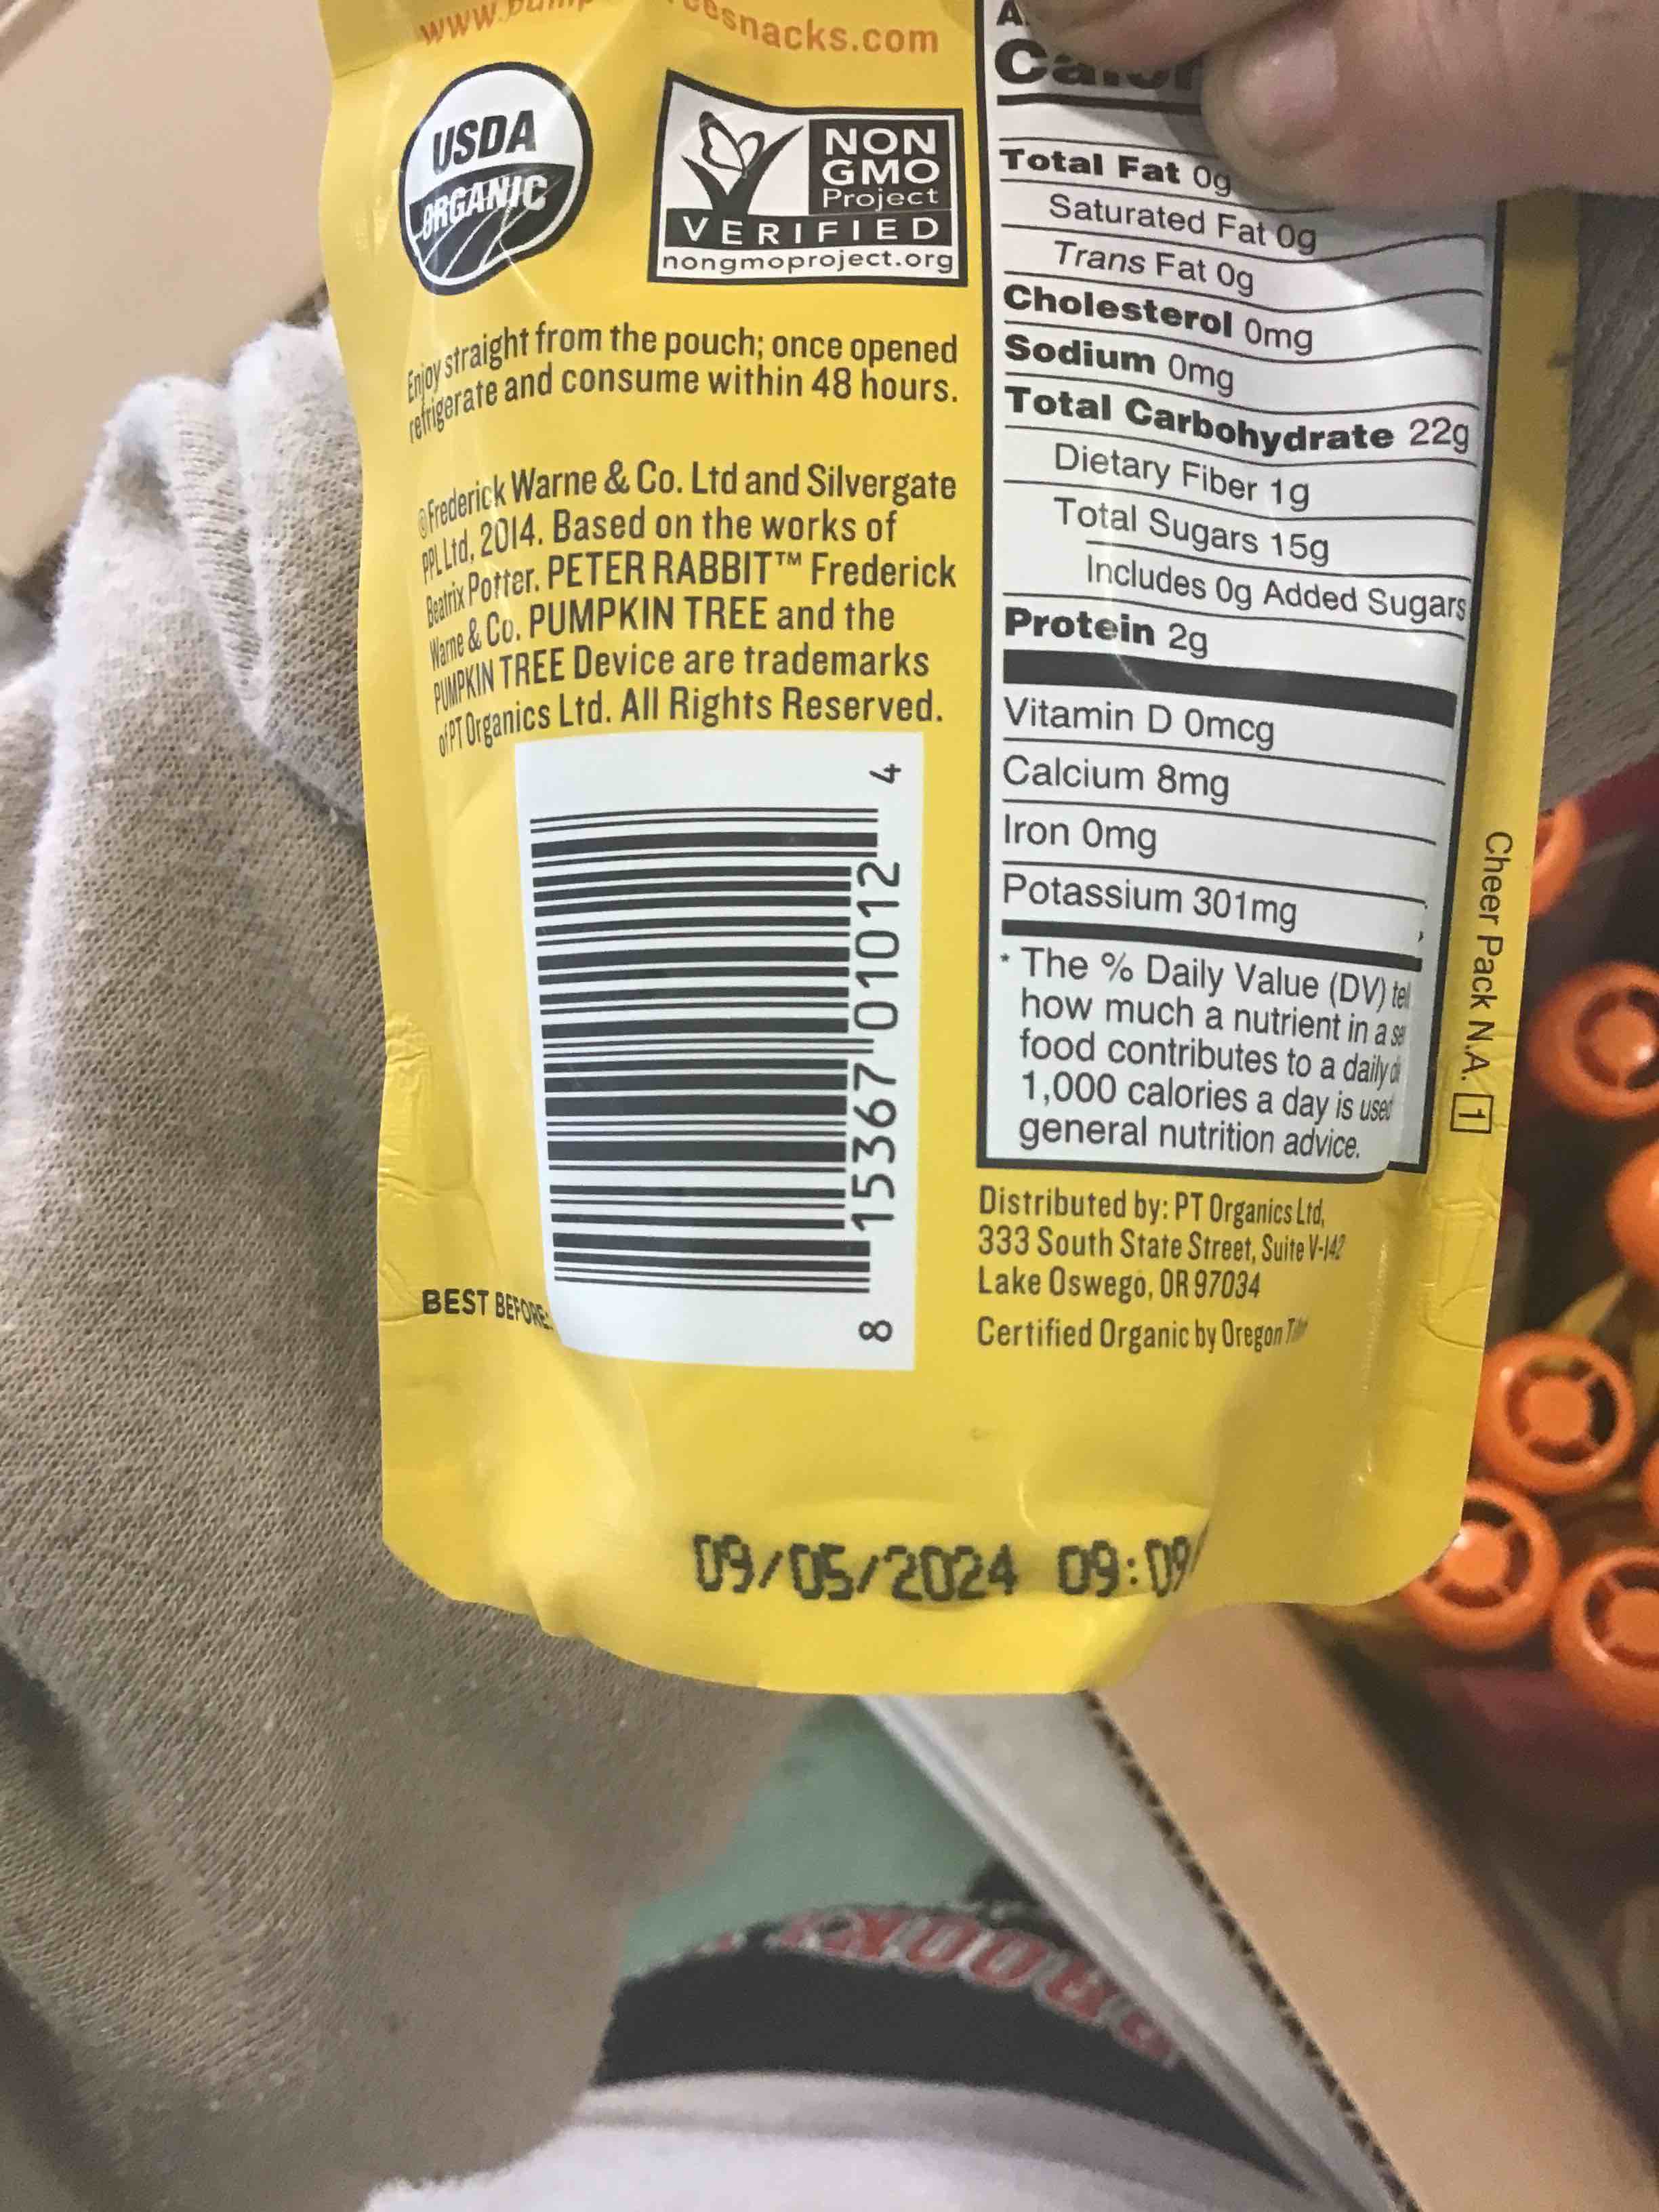 snacks.com
USDA
ORGANIC
NON
GMO
Project
VERIFIED
nongmoproject.org
Enjoy straight from the pouch; once opened
refrigerate and consume within 48 hours.
©Frederick Warne & Co. Ltd and Silvergate
PPL Ltd, 2014. Based on the works of
Beatrix Potter. PETER RABBIT™ Frederick
Warne & Co. PUMPKIN TREE and the
PUMPKIN TREE Device are trademarks
of PT Organics Ltd. All Rights Reserved.
8 15367 01012 4
BEST BEFORE:
09/05/2024 09:09
Total Fat 0g
Saturated Fat 0g
Trans Fat 0g
Cholesterol 0mg
Sodium 0mg
Total Carbohydrate 22g
Dietary Fiber 1g
Total Sugars 15g
Includes 0g Added Sugars
Protein 2g
Vitamin D 0mcg
Calcium 8mg
Iron 0mg
Potassium 301mg
* The % Daily Value (DV)
how much a nutrient in a
food contributes to a daily
1,000 calories a day is used
general nutrition advice.
Distributed by: PT Organics Ltd,
333 South State Street, Suite V-142
Lake Oswego, OR 97034
Certified Organic by Oregon
Cheer Pack N.A. 1